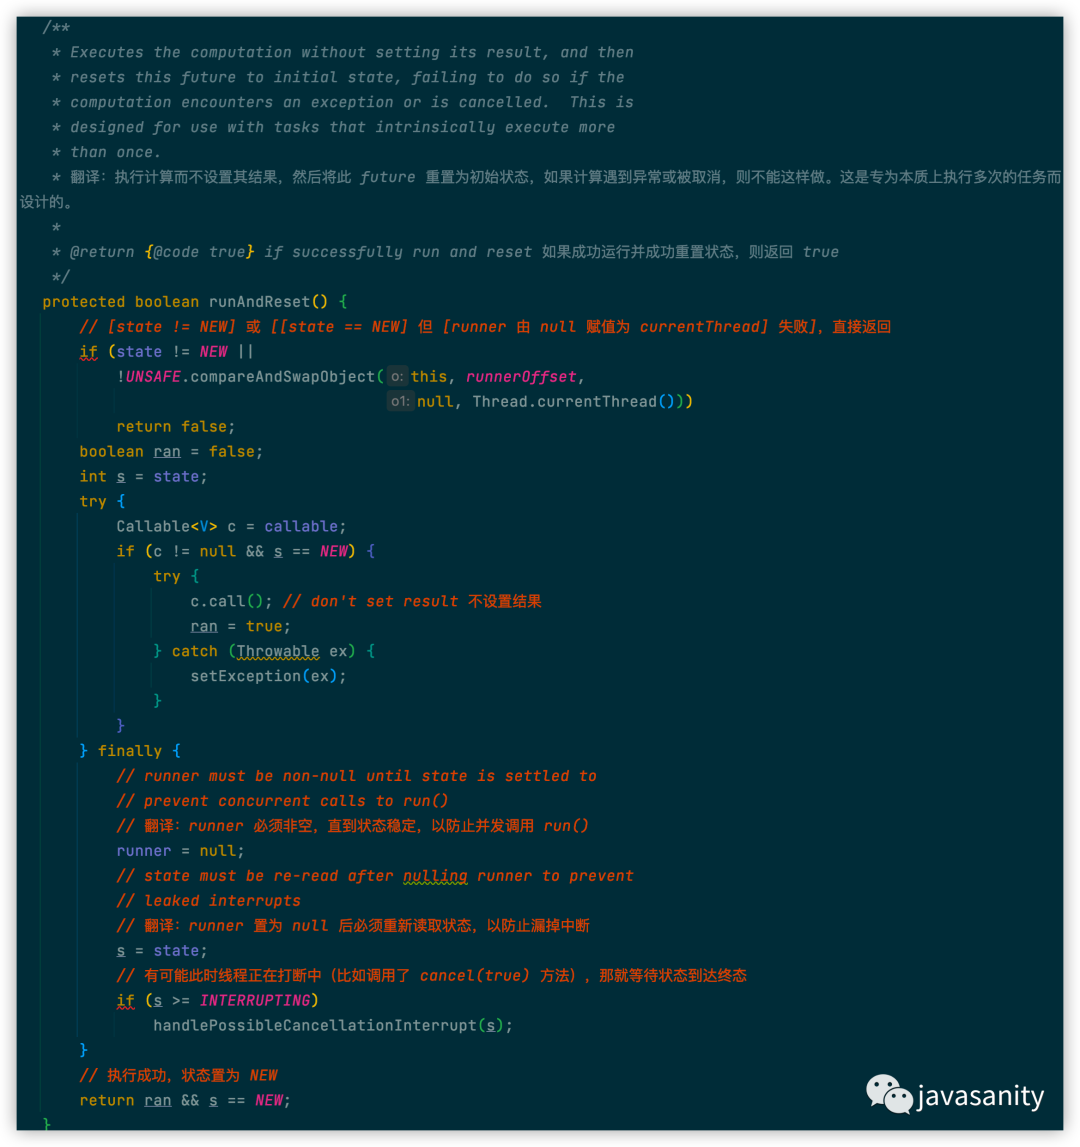 /**
 * Executes the computation without setting its result, and then
 * resets this future to initial state, failing to do so if the
 * computation encounters an exception or is cancelled.  This is
 * designed for use with tasks that intrinsically execute more
 * than once.
 * 翻译：执行计算而不设置其结果，然后将此 future 重置为初始状态，如果计算遇到异常或被取消，则不能这样做。这是专为本质上执行多次的任务而
设计的。
 *
 * @return {@code true} if successfully run and reset 如果成功运行并成功重置状态，则返回 true
 */
protected boolean runAndReset() {
    // [state != NEW] 或 [[state == NEW] 但 [runner 由 null 赋值为 currentThread] 失败]，直接返回
    if (state != NEW ||
        !UNSAFE.compareAndSwapObject( o: this, runnerOffset,
                                     o1: null, Thread.currentThread()))
        return false;
    boolean ran = false;
    int s = state;
    try {
        Callable<V> c = callable;
        if (c != null && s == NEW) {
            try {
                c.call(); // don't set result 不设置结果
                ran = true;
            } catch (Throwable ex) {
                setException(ex);
            }
        }
    } finally {
        // runner must be non-null until state is settled to
        // prevent concurrent calls to run()
        // 翻译：runner 必须非空，直到状态稳定，以防止并发调用 run()
        runner = null;
        // state must be re-read after nulling runner to prevent
        // leaked interrupts
        // 翻译：runner 置为 null 后必须重新读取状态，以防止漏掉中断
        s = state;
        // 有可能此时线程正在打断中（比如调用了 cancel(true) 方法），那就等待状态到达终态
        if (s >= INTERRUPTING)
            handlePossibleCancellationInterrupt(s);
    }
    // 执行成功，状态置为 NEW
    return ran && s == NEW;
}
javasanity